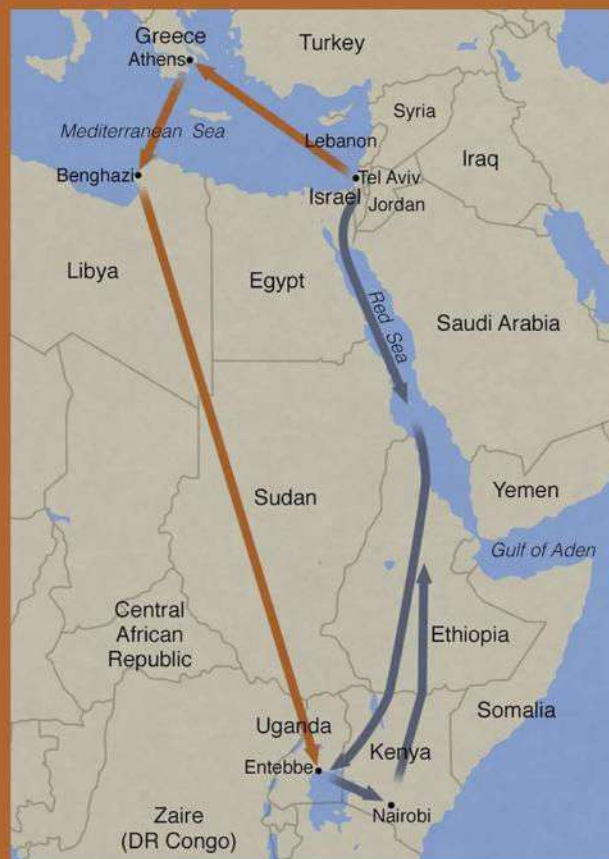 Greece
Athens
Turkey
Mediterranean Sea
Syria
Lebanon
Iraq
Benghazi
Tel Aviv
Israel
Jordan
Libya
Egypt
Red Sea
Saudi Arabia
Sudan
Yemen
Gulf of Aden
Central
African
Republic
Ethiopia
Somalia
Uganda
Kenya
Entebbe
Nairobi
Zaire
(DR Congo)